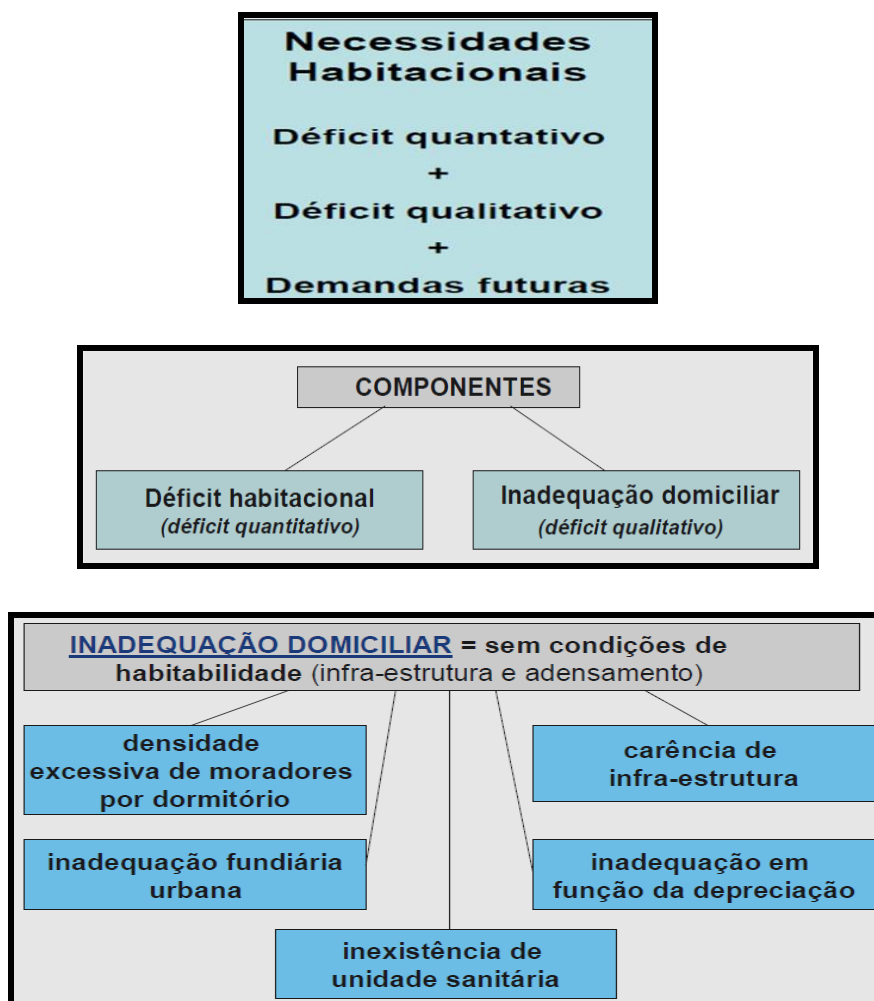 Necessidades
Habitacionais
Déficit quantativo
+
Déficit qualitativo
+
Demandas futuras
COMPONENTES
Déficit habitacional
(déficit quantitativo)
Inadequação domiciliar
(déficit qualitativo)
INADEQUAÇÃO DOMICILIAR = sem condições de
habitabilidade (infra-estrutura e adensamento)
densidade
excessiva de moradores
por dormitório
carência de
infra-estrutura
inadequação fundiária
urbana
inadequação em
função da depreciação
inexistência de
unidade sanitária